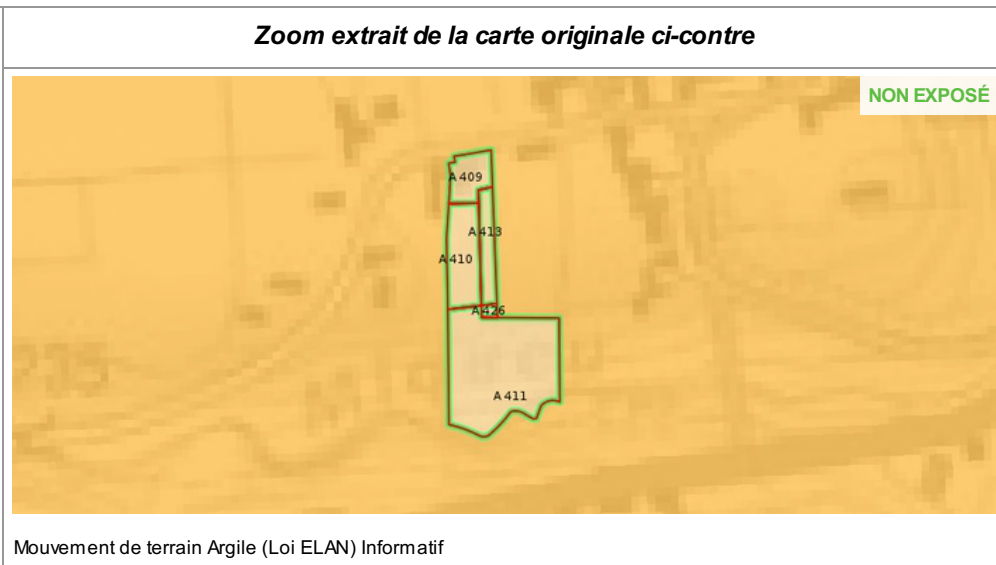 Zoom extrait de la carte originale ci-contre
NON EXPOSÉ
A 409
A 413
A 410
A 426
A 411
Mouvement de terrain Argile (Loi ELAN) Informatif